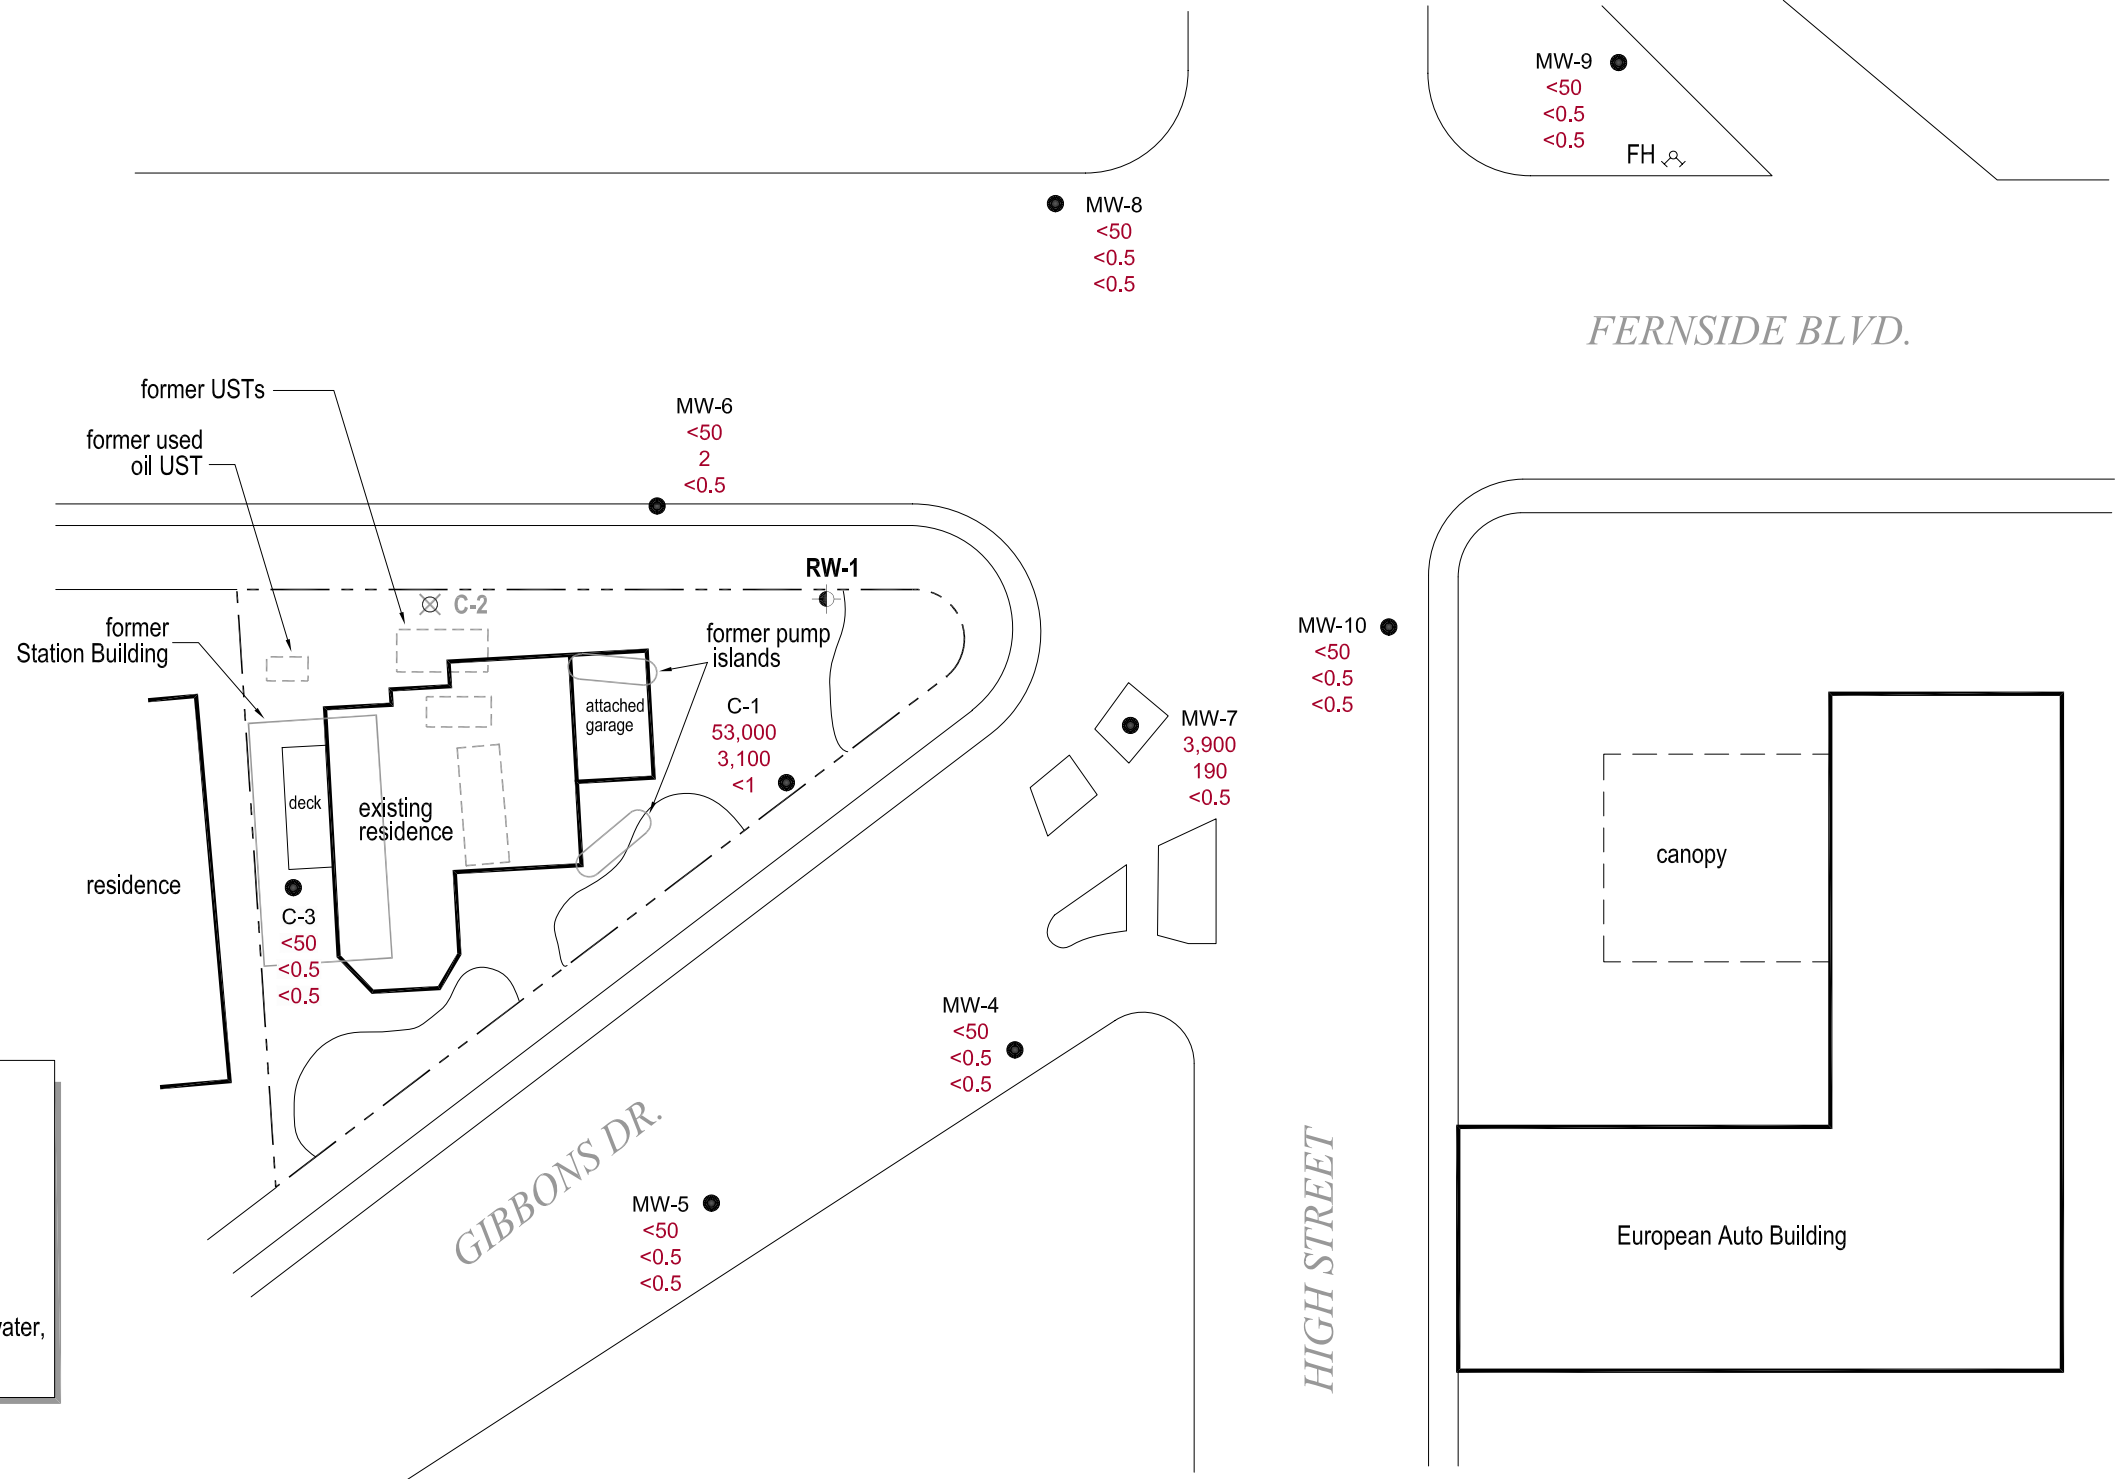 MW-9
<50
<0.5
<0.5
FH
MW-8
<50
<0.5
<0.5
FERNSIDE BLVD.
former USTs
former used
oil UST
MW-6
<50
2
<0.5
RW-1
C-2
former
Station Building
former pump
islands
MW-10
<50
<0.5
<0.5
attached
garage
C-1
53,000
3,100
<1
MW-7
3,900
190
<0.5
deck
existing
residence
canopy
residence
C-3
<50
<0.5
<0.5
MW-4
<50
<0.5
<0.5
GIBBONS DR.
MW-5
<50
<0.5
<0.5
HIGH STREET
European Auto Building
ater,